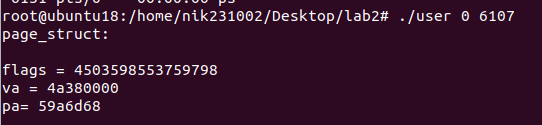 root@ubuntu18:/home/nik231002/Desktop/lab2# ./user 0 6107
page_struct:
flags = 4503598553759798
va = 4a380000
pa= 59a6d68